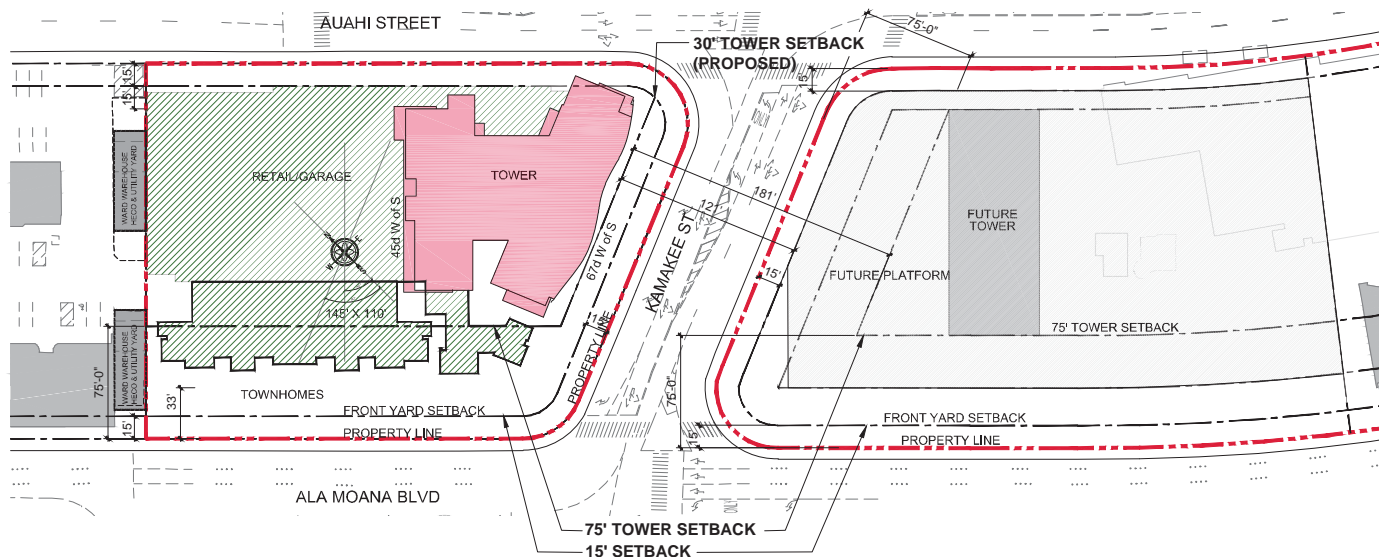 AUAHI STREET
30' TOWER SETBACK
(PROPOSED)
75'-0"
15'
15'
15'
WARD WAREHOUSE
HECO & UTILITY YARD
RETAIL/GARAGE
45d W of S
TOWER
67d W of S
181'
121'
KAMAKEE ST.
15'
FUTURE
TOWER
FUTURE PLATFORM
145' X 110'
75' TOWER SETBACK
WARD WAREHOUSE
HECO & UTILITY YARD
75'-0"
PROPERTY LINE
75'-0"
TOWNHOMES
33'
15'
FRONT YARD SETBACK
PROPERTY LINE
15'
FRONT YARD SETBACK
PROPERTY LINE
ALA MOANA BLVD
75' TOWER SETBACK
15' SETBACK